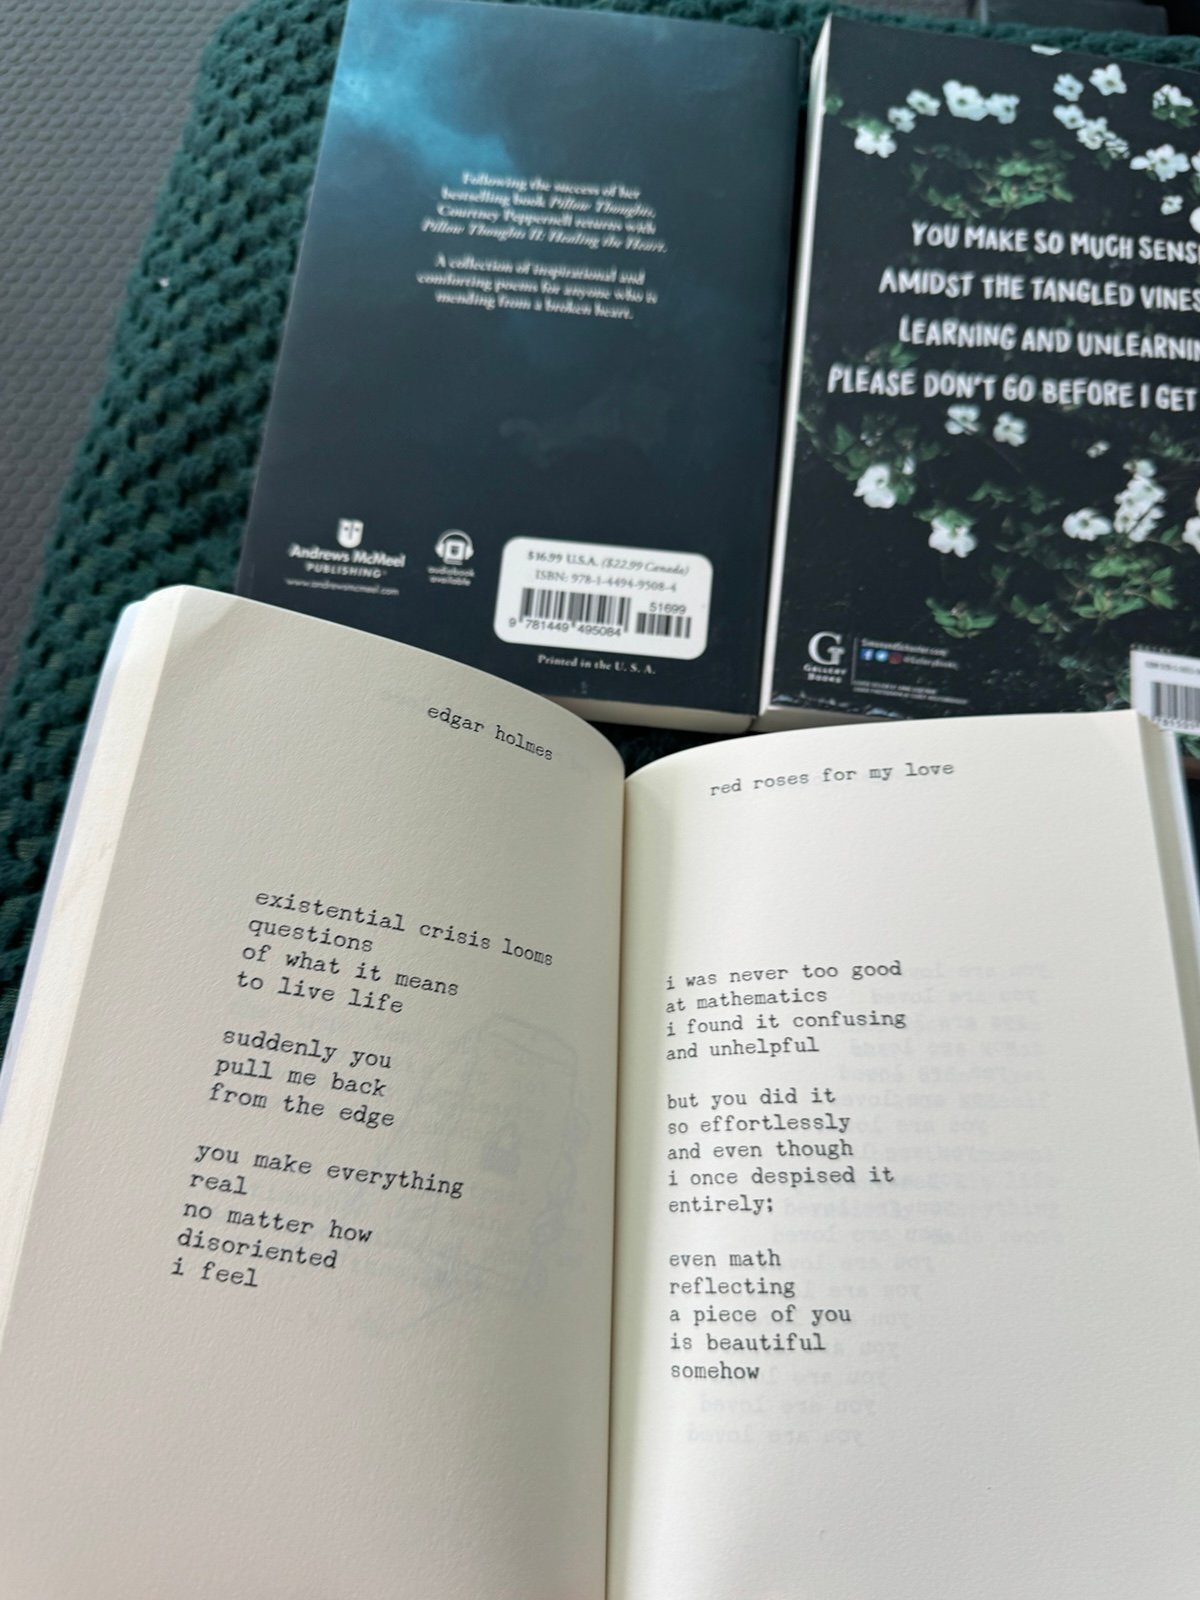 Following the success of her
bestselling book Pillow Thoughts,
Courtney Peppernell returns with
Pillow Thoughts II: Healing the Heart.
A collection of inspirational and
comforting poems for anyone who is
mending from a broken heart.
Andrews McMeel
PUBLISHING
www.andrewsmcmeel.com
audiobook
available
$16.99 U.S.A. ($22.99 Canada)
ISBN: 978-1-4494-9508-4
51699
9 781449 495084
Printed in the U. S. A.
YOU MAKE SO MUCH SENS
AMIDST THE TANGLED VINES
LEARNING AND UNLEARNIN
PLEASE DON'T GO BEFORE I GET
G
GALLERY
BOOKS
SimonandSchuster.com
@GalleryBooks
edgar holmes
existential crisis looms
questions
of what it means
to live life
suddenly you
pull me back
from the edge
you make everything
real
no matter how
disoriented
i feel
red roses for my love
i was never too good
at mathematics
i found it confusing
and unhelpful
but you did it
so effortlessly
and even though
i once despised it
entirely;
even math
reflecting
a piece of you
is beautiful
somehow